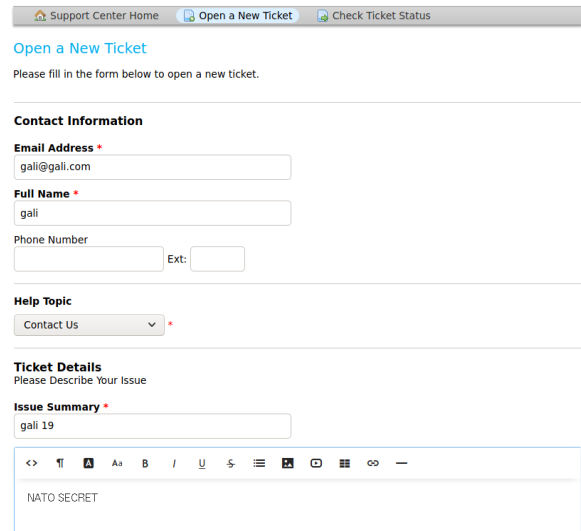 Support Center Home Open a New Ticket Check Ticket Status
Open a New Ticket
Please fill in the form below to open a new ticket.
Contact Information
Email Address *
gali@gali.com
Full Name *
gali
Phone Number
Ext:
Help Topic
Contact Us *
Ticket Details
Please Describe Your Issue
Issue Summary *
gali 19
<> ¶ A Aa B I U S
NATO SECRET